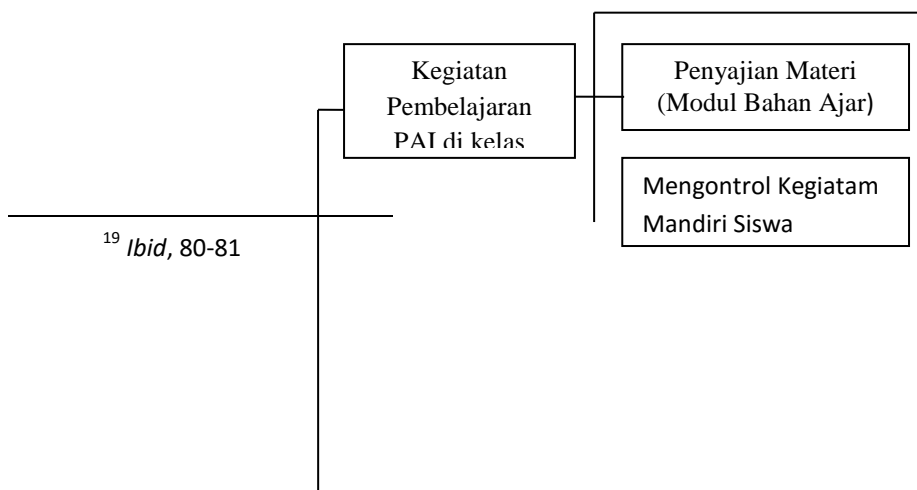 Kegiatan
Pembelajaran
PAI di kelas
Penyajian Materi
(Modul Bahan Ajar)
Mengontrol Kegiatam
Mandiri Siswa
19 Ibid, 80-81